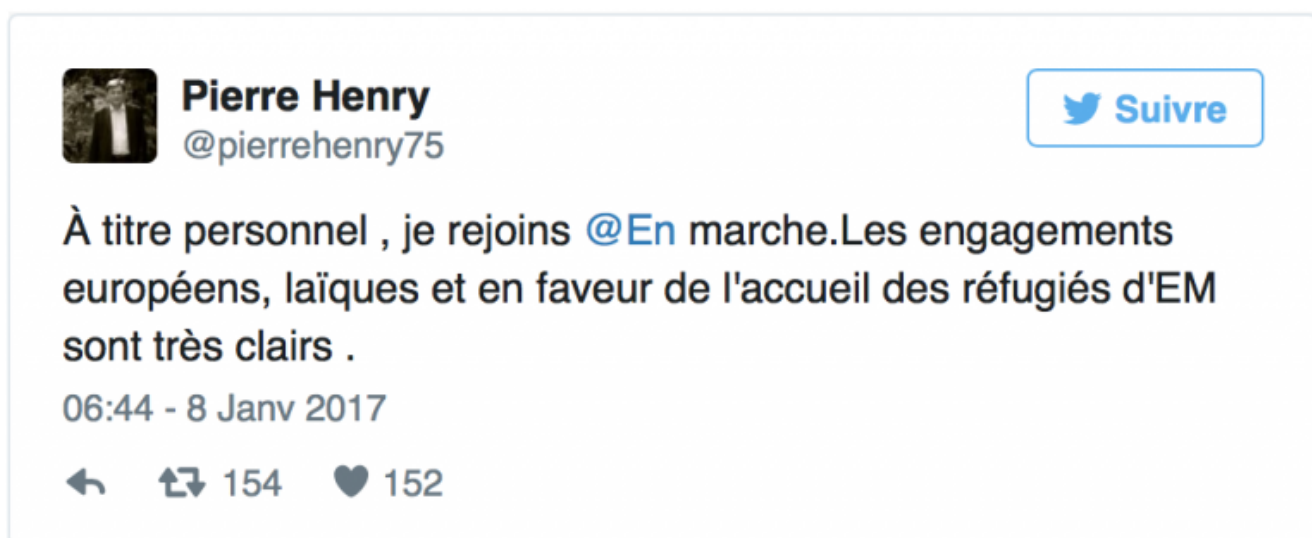 Pierre Henry
@pierrehenry75
Suivre
À titre personnel , je rejoins @En marche.Les engagements
européens, laïques et en faveur de l'accueil des réfugiés d'EM
sont très clairs .
06:44 - 8 Janv 2017
154 152